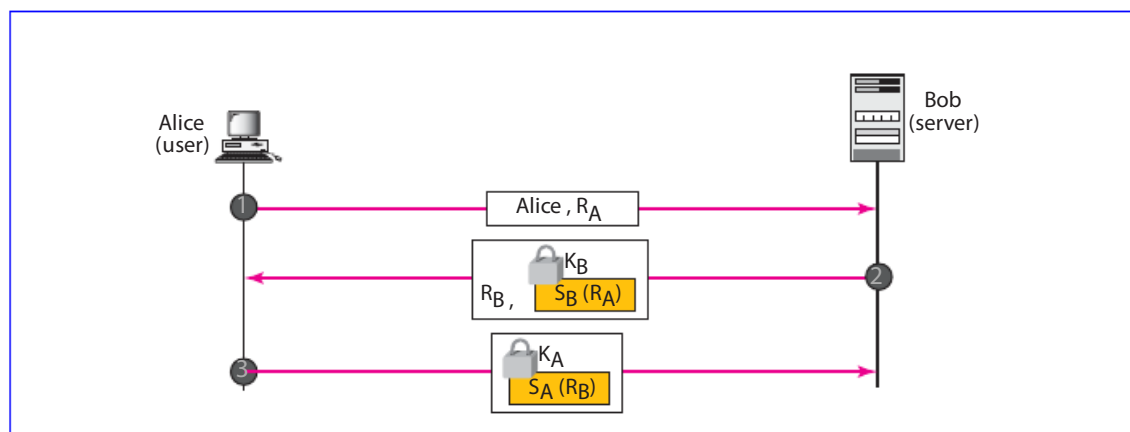 Alice
(user)
Bob
(server)
1
Alice , RA
KB
RB , SB (RA)
2
3
KA
SA (RB)